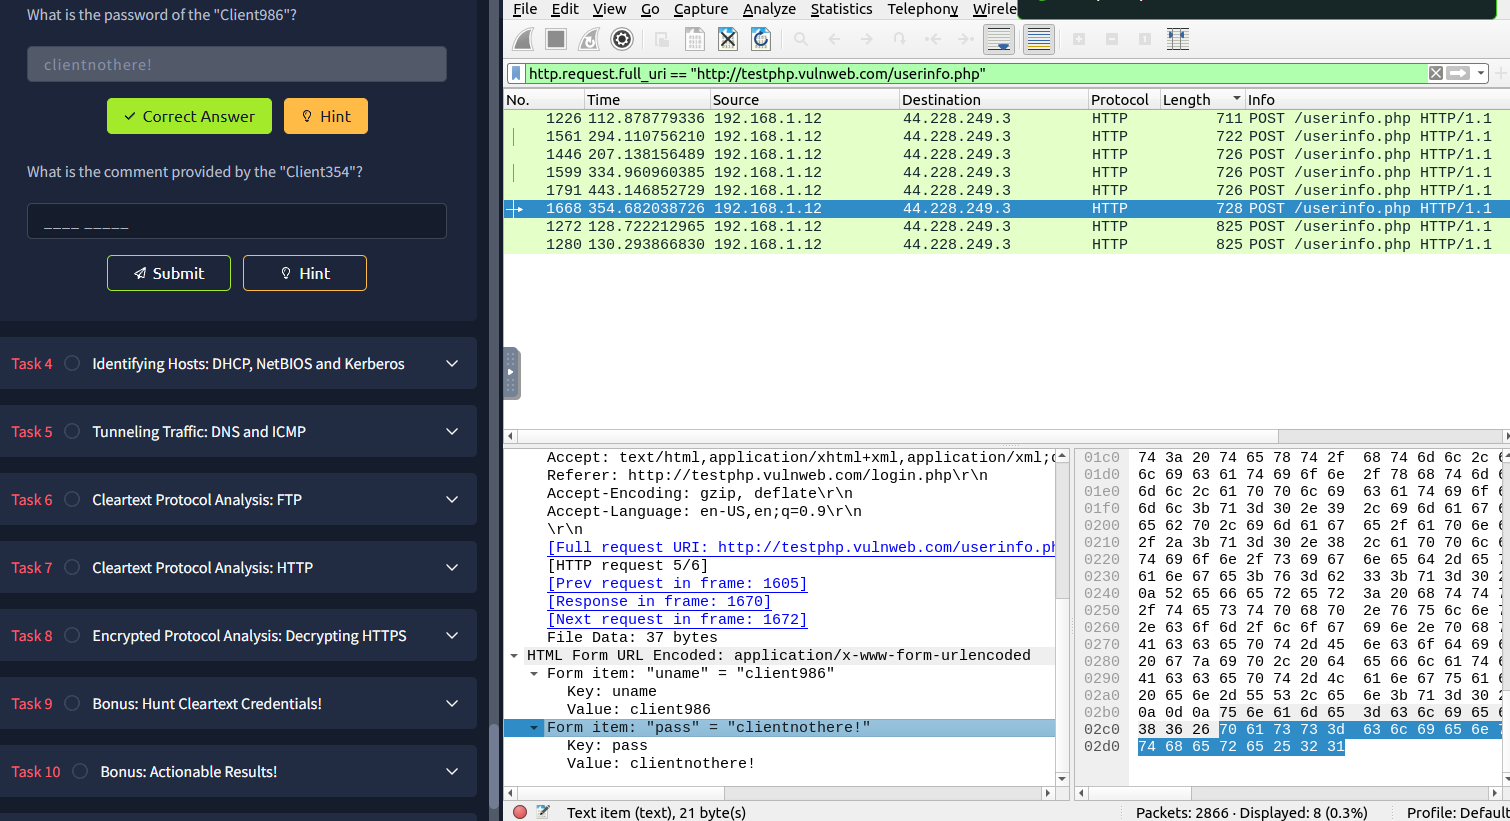 What is the password of the "Client986"?
clientnothere!
Correct Answer
Hint
What is the comment provided by the "Client354"?
____ _____
Submit
Hint
Task 4 Identifying Hosts: DHCP, NetBIOS and Kerberos
Task 5 Tunneling Traffic: DNS and ICMP
Task 6 Cleartext Protocol Analysis: FTP
Task 7 Cleartext Protocol Analysis: HTTP
Task 8 Encrypted Protocol Analysis: Decrypting HTTPS
Task 9 Bonus: Hunt Cleartext Credentials!
Task 10 Bonus: Actionable Results!
File Edit View Go Capture Analyze Statistics Telephony Wirele
http.request.full_uri == "http://testphp.vulnweb.com/userinfo.php"
No. Time Source Destination Protocol Length Info
1226 112.878779336 192.168.1.12 44.228.249.3 HTTP 711 POST /userinfo.php HTTP/1.1
1561 294.110756210 192.168.1.12 44.228.249.3 HTTP 722 POST /userinfo.php HTTP/1.1
1446 207.138156489 192.168.1.12 44.228.249.3 HTTP 726 POST /userinfo.php HTTP/1.1
1599 334.960960385 192.168.1.12 44.228.249.3 HTTP 726 POST /userinfo.php HTTP/1.1
1791 443.146852729 192.168.1.12 44.228.249.3 HTTP 726 POST /userinfo.php HTTP/1.1
1668 354.682038726 192.168.1.12 44.228.249.3 HTTP 728 POST /userinfo.php HTTP/1.1
1272 128.722212965 192.168.1.12 44.228.249.3 HTTP 825 POST /userinfo.php HTTP/1.1
1280 130.293866830 192.168.1.12 44.228.249.3 HTTP 825 POST /userinfo.php HTTP/1.1
Accept: text/html,application/xhtml+xml,application/xml;
Referer: http://testphp.vulnweb.com/login.php\r\n
Accept-Encoding: gzip, deflate\r\n
Accept-Language: en-US,en;q=0.9\r\n
\r\n
[Full request URI: http://testphp.vulnweb.com/userinfo.ph
[HTTP request 5/6]
[Prev request in frame: 1605]
[Response in frame: 1670]
[Next request in frame: 1672]
File Data: 37 bytes
HTML Form URL Encoded: application/x-www-form-urlencoded
Form item: "uname" = "client986"
Key: uname
Value: client986
Form item: "pass" = "clientnothere!"
Key: pass
Value: clientnothere!
01c0 74 3a 20 74 65 78 74 2f 68 74 6d 6c 2c 6
01d0 6c 69 63 61 74 69 6f 6e 2f 78 68 74 6d 6
01e0 6d 6c 2c 61 70 70 6c 69 63 61 74 69 6f 6
01f0 6d 6c 3b 71 3d 30 2e 39 2c 69 6d 61 67 6
0200 65 62 70 2c 69 6d 61 67 65 2f 61 70 6e 6
0210 2f 2a 3b 71 3d 30 2e 38 2c 61 70 70 6c 6
0220 74 69 6f 6e 2f 73 69 67 6e 65 64 2d 65 7
0230 61 6e 67 65 3b 76 3d 62 33 3b 71 3d 30 2
0240 0a 52 65 66 65 72 65 72 3a 20 68 74 74 7
0250 2f 74 65 73 74 70 68 70 2e 76 75 6c 6e 7
0260 2e 63 6f 6d 2f 6c 6f 67 69 6e 2e 70 68 7
0270 41 63 63 65 70 74 2d 45 6e 63 6f 64 69 6
0280 20 67 7a 69 70 2c 20 64 65 66 6c 61 74 6
0290 41 63 63 65 70 74 2d 4c 61 6e 67 75 61 6
02a0 20 65 6e 2d 55 53 2c 65 6e 3b 71 3d 30 2
02b0 0a 0d 0a 75 6e 61 6d 65 3d 63 6c 69 65 6
02c0 38 36 26 70 61 73 73 3d 63 6c 69 65 6e 7
02d0 74 68 65 72 65 25 32 31
Text item (text), 21 byte(s)
Packets: 2866 · Displayed: 8 (0.3%)
Profile: Defaul